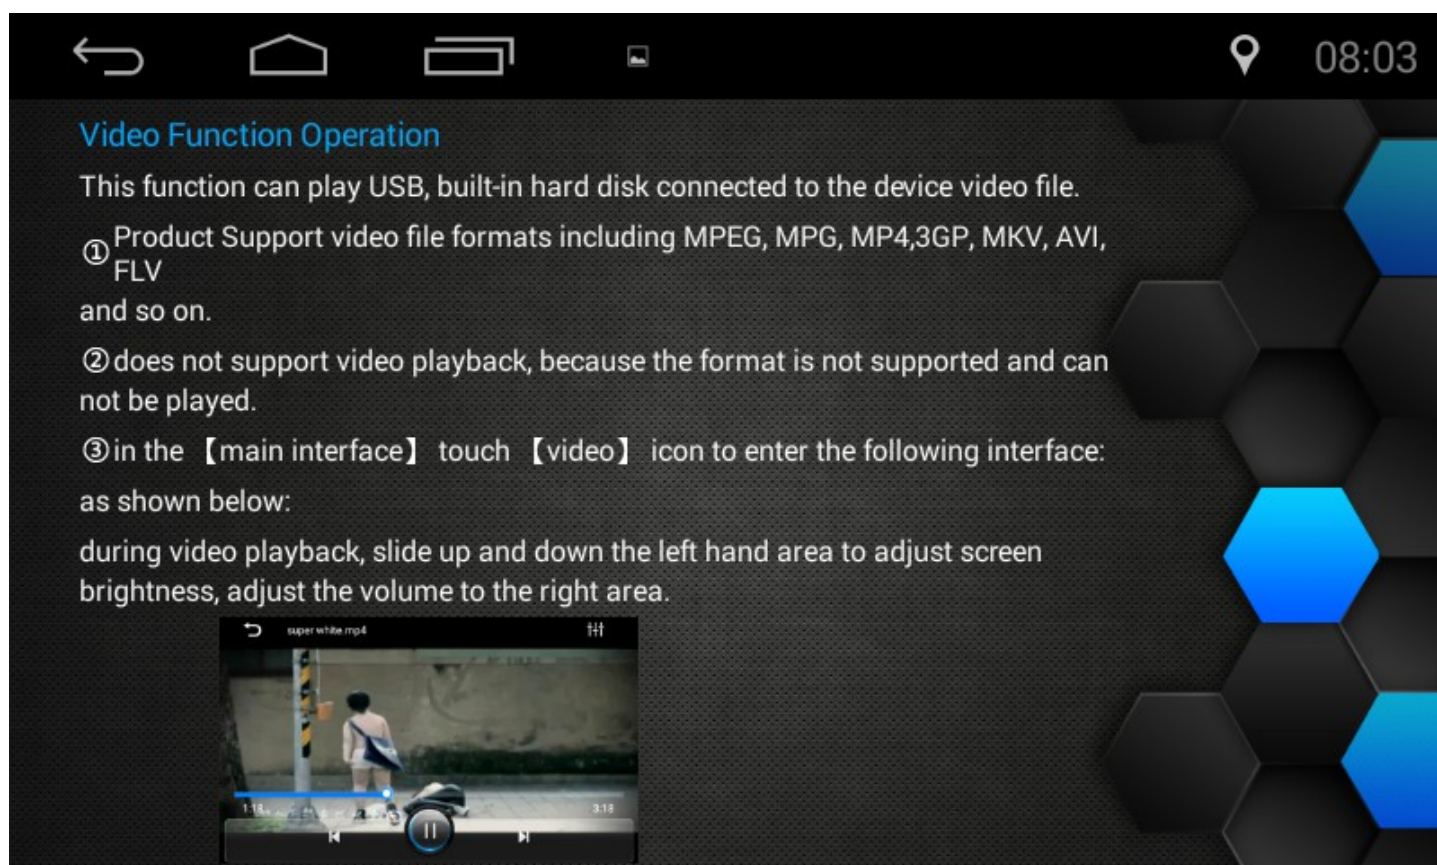 08:03
Video Function Operation
This function can play USB, built-in hard disk connected to the device video file.
①Product Support video file formats including MPEG, MPG, MP4,3GP, MKV, AVI,
FLV
and so on.
②does not support video playback, because the format is not supported and can
not be played.
③in the 【main interface】 touch 【video】 icon to enter the following interface:
as shown below:
during video playback, slide up and down the left hand area to adjust screen
brightness, adjust the volume to the right area.
super white.mp4
1:18 3:18